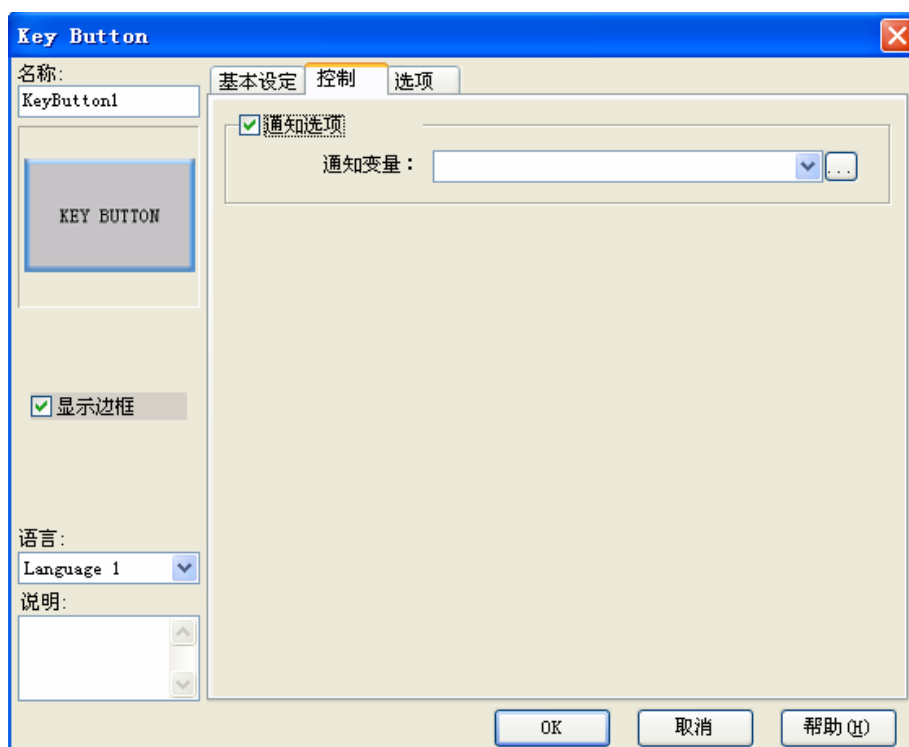 Key Button
名称:
KeyButton1
KEY BUTTON
显示边框
语言:
Language 1
说明:
基本设定 控制 选项
通知选项
通知变量：
...
OK 取消 帮助(H)